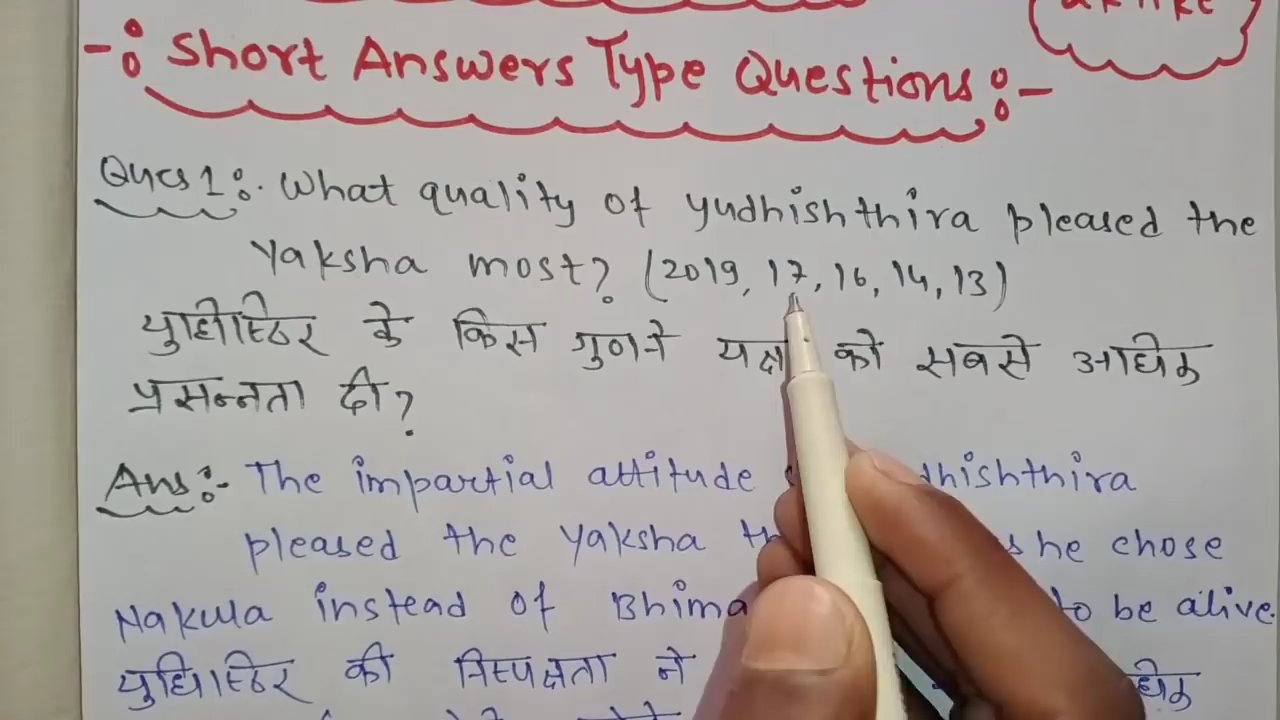 -: Short Answers Type Questions:-
Ques 1:. What quality of yudhishthira pleased the
Yaksha most? (2019, 17, 16, 14, 13)
युधिष्ठिर के किस गुण ने यक्ष को सबसे अधिक
प्रसन्नता दी?
Ans:- The impartial attitude
pleased the Yaksha he chose
Nakula instead of Bhima to be alive.
युधिष्ठिर की निष्पक्षता ने